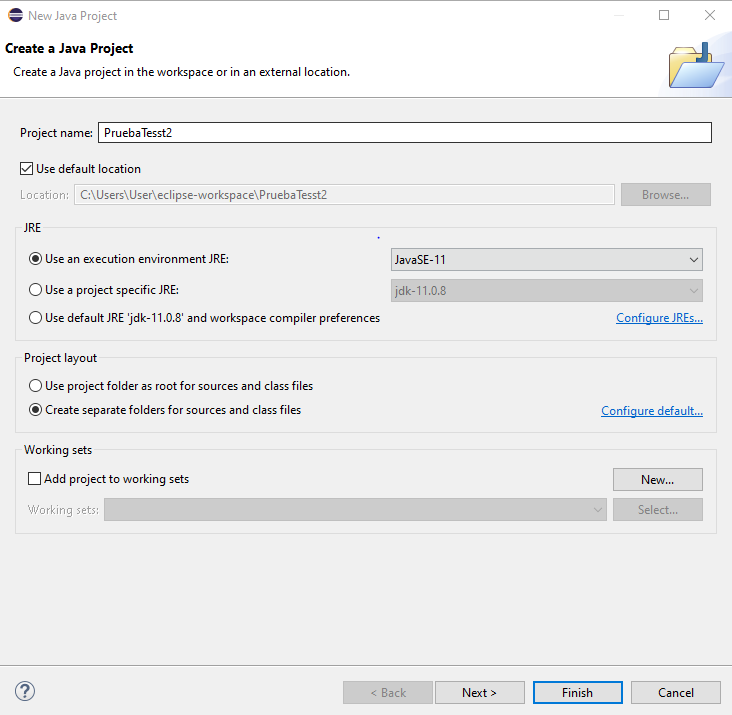 New Java Project
Create a Java Project
Create a Java project in the workspace or in an external location.
Project name: PruebaTesst2
Use default location
Location: C:\Users\User\eclipse-workspace\PruebaTesst2 Browse...
JRE
Use an execution environment JRE: JavaSE-11
Use a project specific JRE: jdk-11.0.8
Use default JRE 'jdk-11.0.8' and workspace compiler preferences Configure JREs...
Project layout
Use project folder as root for sources and class files
Create separate folders for sources and class files Configure default...
Working sets
Add project to working sets New...
Working sets: Select...
? < Back Next > Finish Cancel